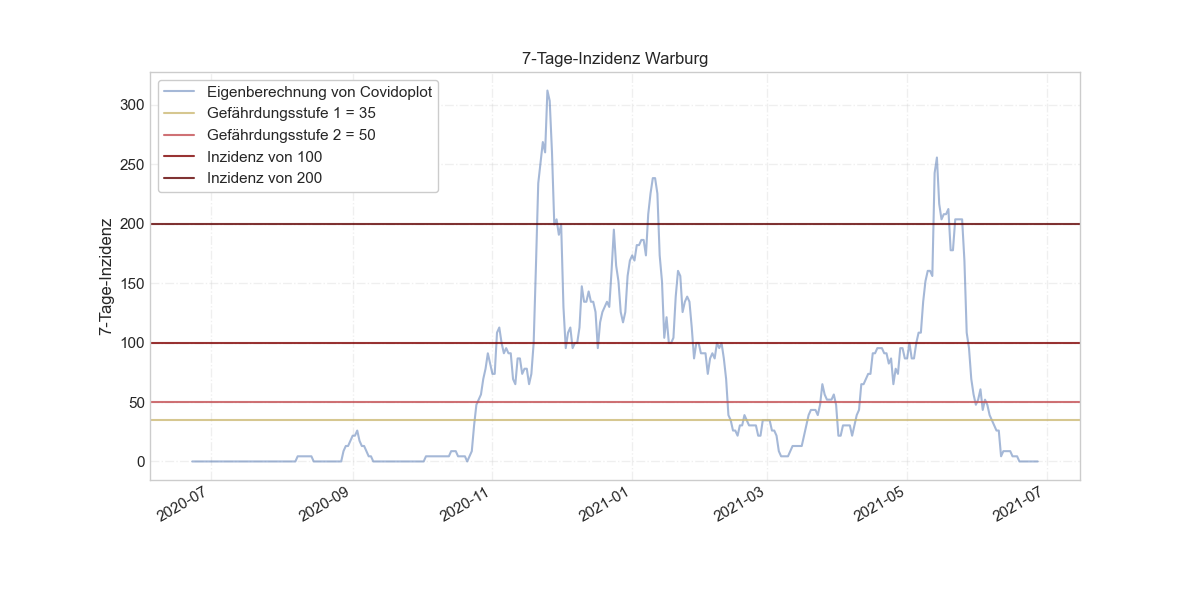 7-Tage-Inzidenz Warburg
Eigenberechnung von Covidoplot
Gefährdungsstufe 1 = 35
Gefährdungsstufe 2 = 50
Inzidenz von 100
Inzidenz von 200
7-Tage-Inzidenz
300
250
200
150
100
50
0
2020-07
2020-09
2020-11
2021-01
2021-03
2021-05
2021-07